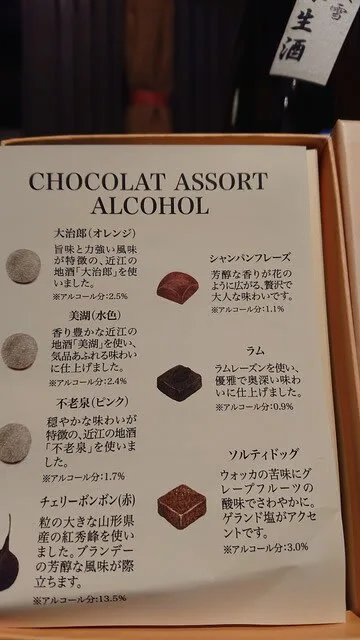 雪
生酒
CHOCOLAT ASSORT
ALCOHOL
大治郎(オレンジ)
旨味と力強い風味
が特徴の、近江の
地酒「大治郎」を使
いました。
※アルコール分:2.5%
美湖(水色)
香り豊かな近江の
地酒「美湖」を使い、
気品あふれる味わい
に仕上げました。
※アルコール分:2.4%
不老泉(ピンク)
穏やかな味わいが
特徴の、近江の地酒
「不老泉」を使いま
した。
※アルコール分:1.7%
チェリーボンボン(赤)
粒の大きな山形県
産の紅秀峰を使い
ました。ブランデー
の芳醇な風味が際
立ちます。
※アルコール分:13.5%
シャンパンフレーズ
芳醇な香りが花の
ように広がる、贅沢で
大人な味わいです。
※アルコール分:1.1%
ラム
ラムレーズンを使い、
優雅で奥深い味わ
いに仕上げました。
※アルコール分:0.9%
ソルティドッグ
ウォッカの苦味にグ
レープフルーツの
酸味でさわやかに。
ゲランド塩がアクセ
ントです。
※アルコール分:3.0%